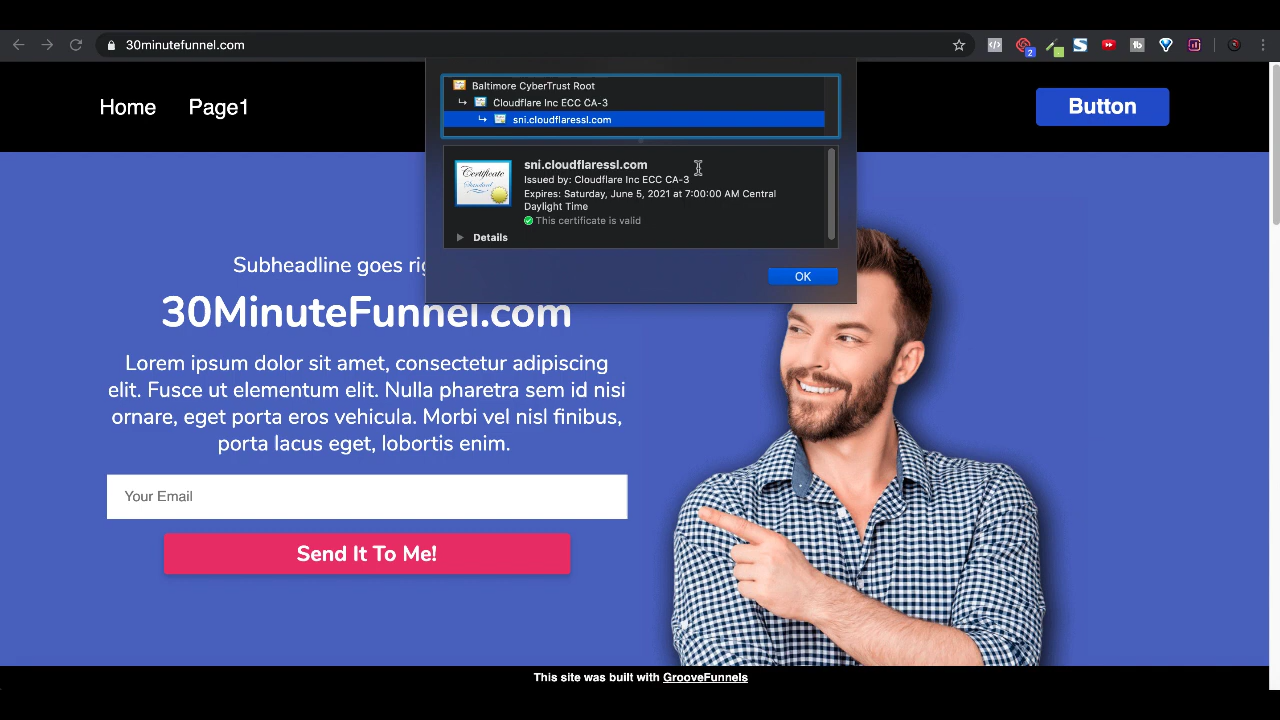 30minutefunnel.com
2
Home
Page1
Button
Baltimore CyberTrust Root
Cloudflare Inc ECC CA-3
sni.cloudflaressl.com
Certificate
Standard
sni.cloudflaressl.com
Issued by: Cloudflare Inc ECC CA-3
Expires: Saturday, June 5, 2021 at 7:00:00 AM Central
Daylight Time
This certificate is valid
Details
OK
Subheadline goes rig
30MinuteFunnel.com
Lorem ipsum dolor sit amet, consectetur adipiscing
elit. Fusce ut elementum elit. Nulla pharetra sem id nisi
ornare, eget porta eros vehicula. Morbi vel nisl finibus,
porta lacus eget, lobortis enim.
Your Email
Send It To Me!
This site was built with GrooveFunnels